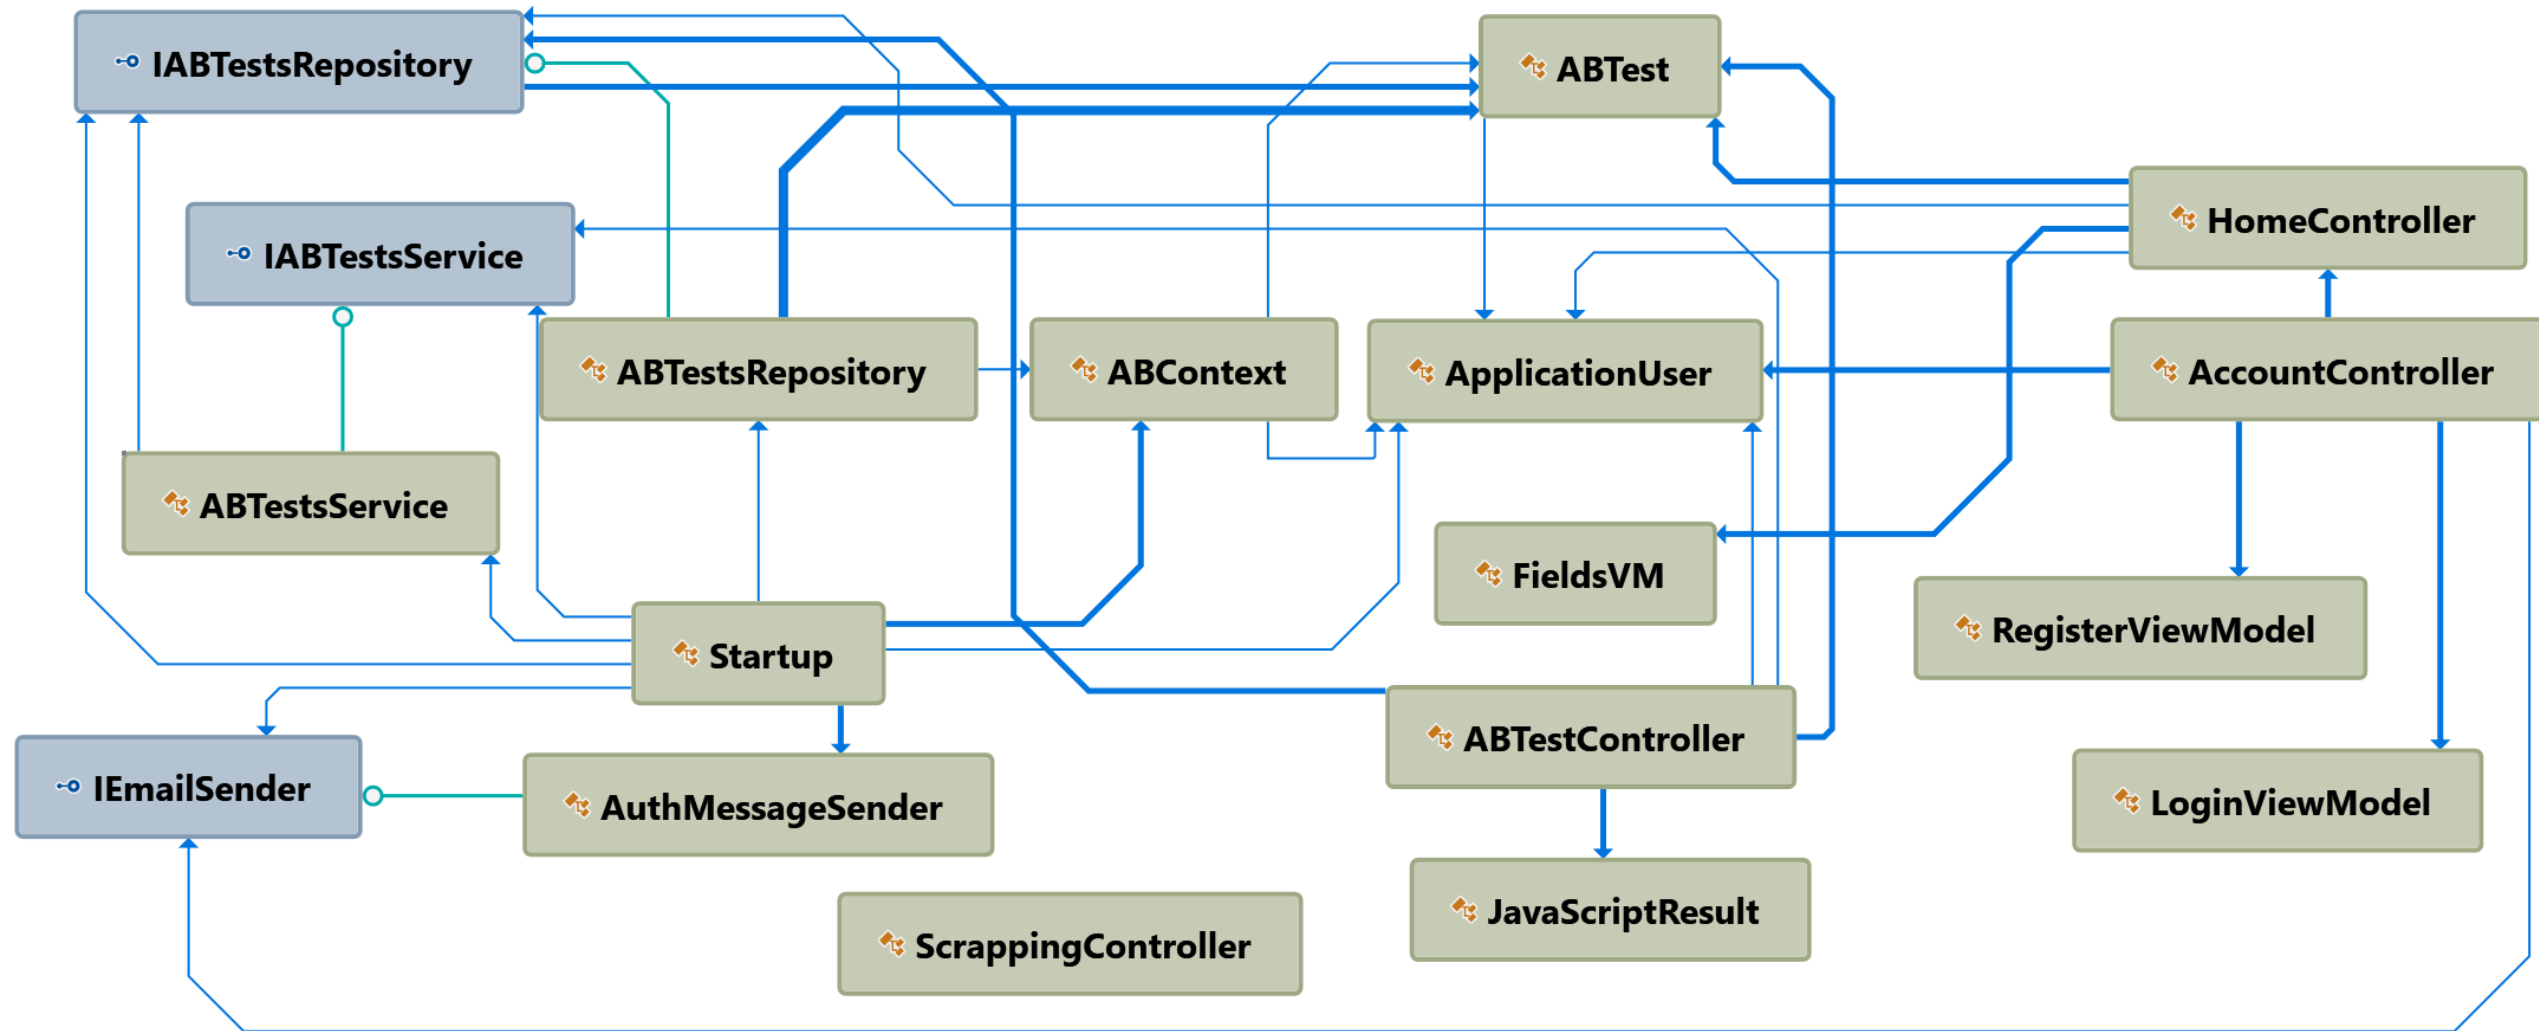 IABTestsRepository
ABTest
HomeController
IABTestsService
ABTestsRepository
ABContext
ApplicationUser
AccountController
ABTestsService
FieldsVM
RegisterViewModel
Startup
ABTestController
IEmailSender
AuthMessageSender
LoginViewModel
JavaScriptResult
ScrappingController